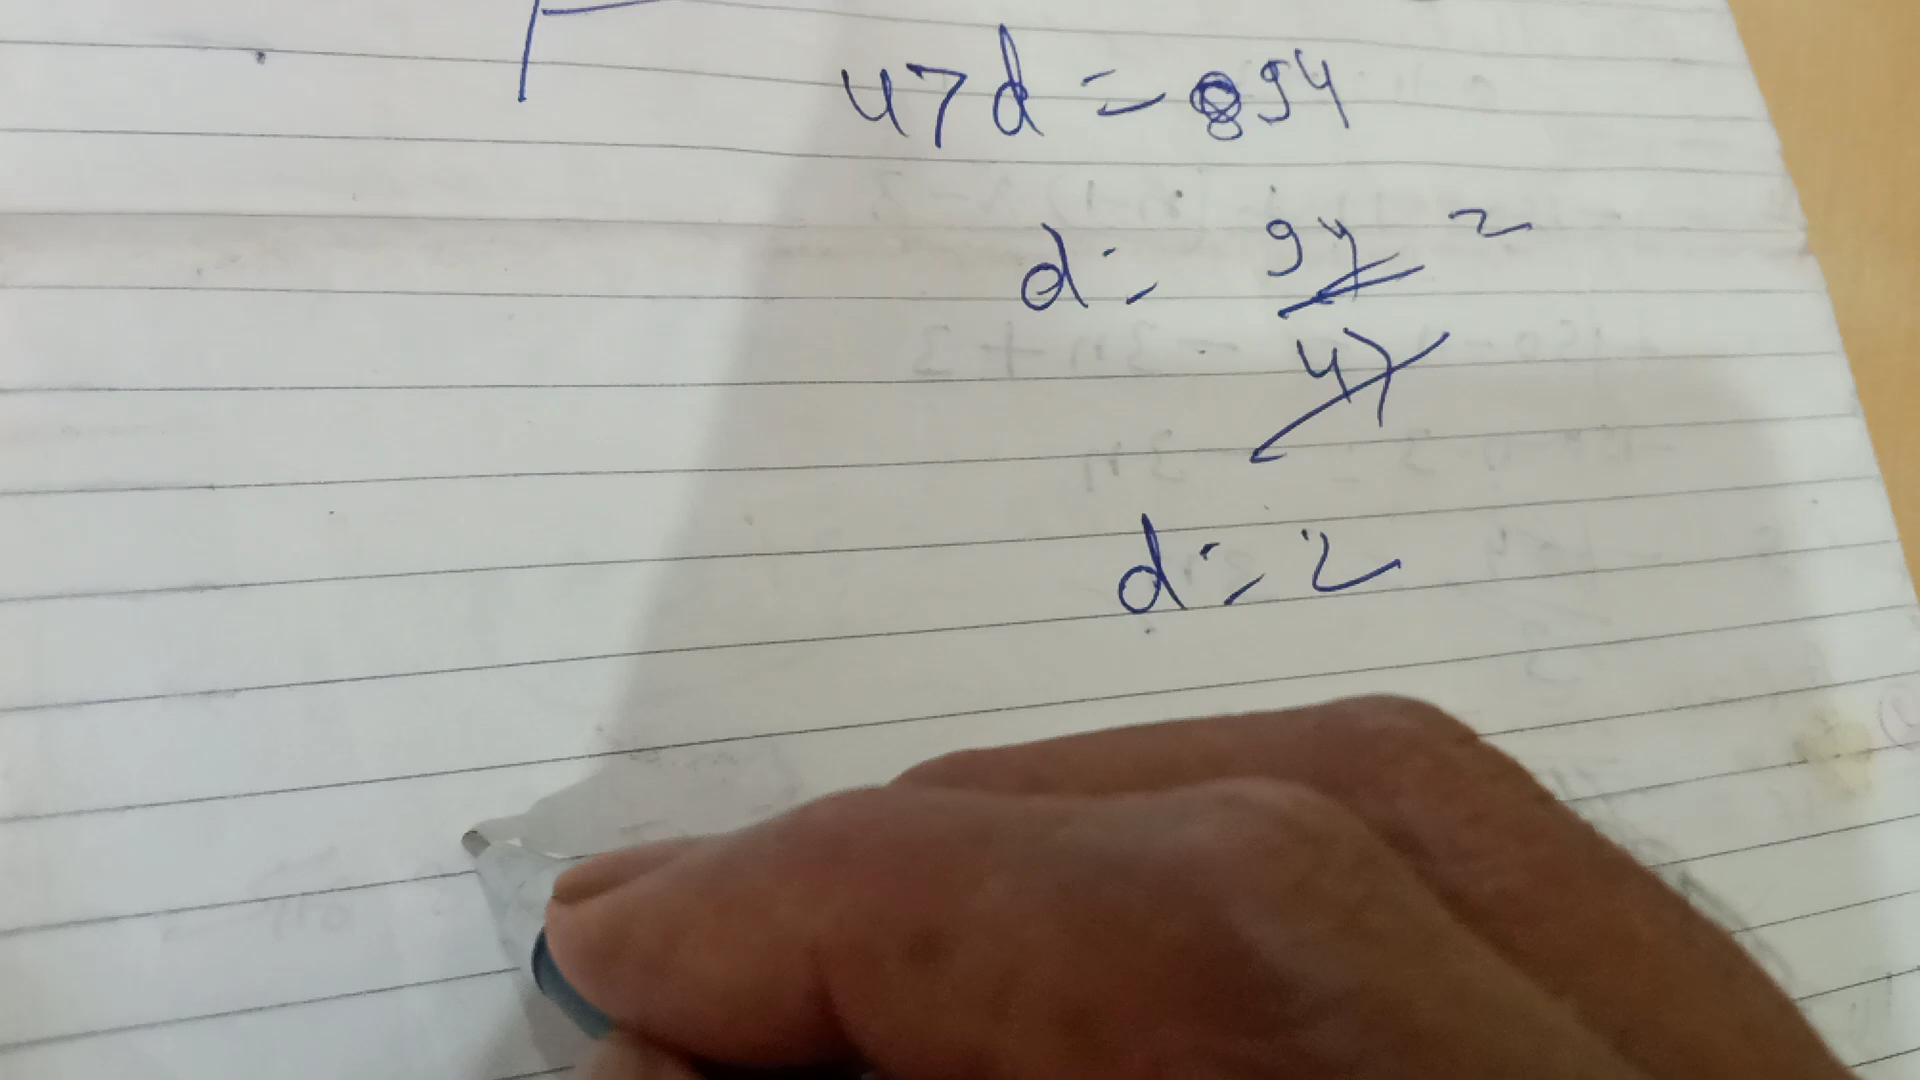 47d = 94
d = 94 2
47
d = 2